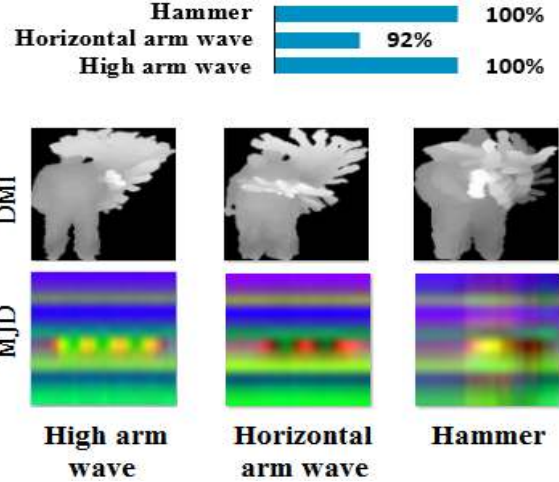 Hammer 100%
Horizontal arm wave 92%
High arm wave 100%
DMI
MJD
High arm wave
Horizontal arm wave
Hammer